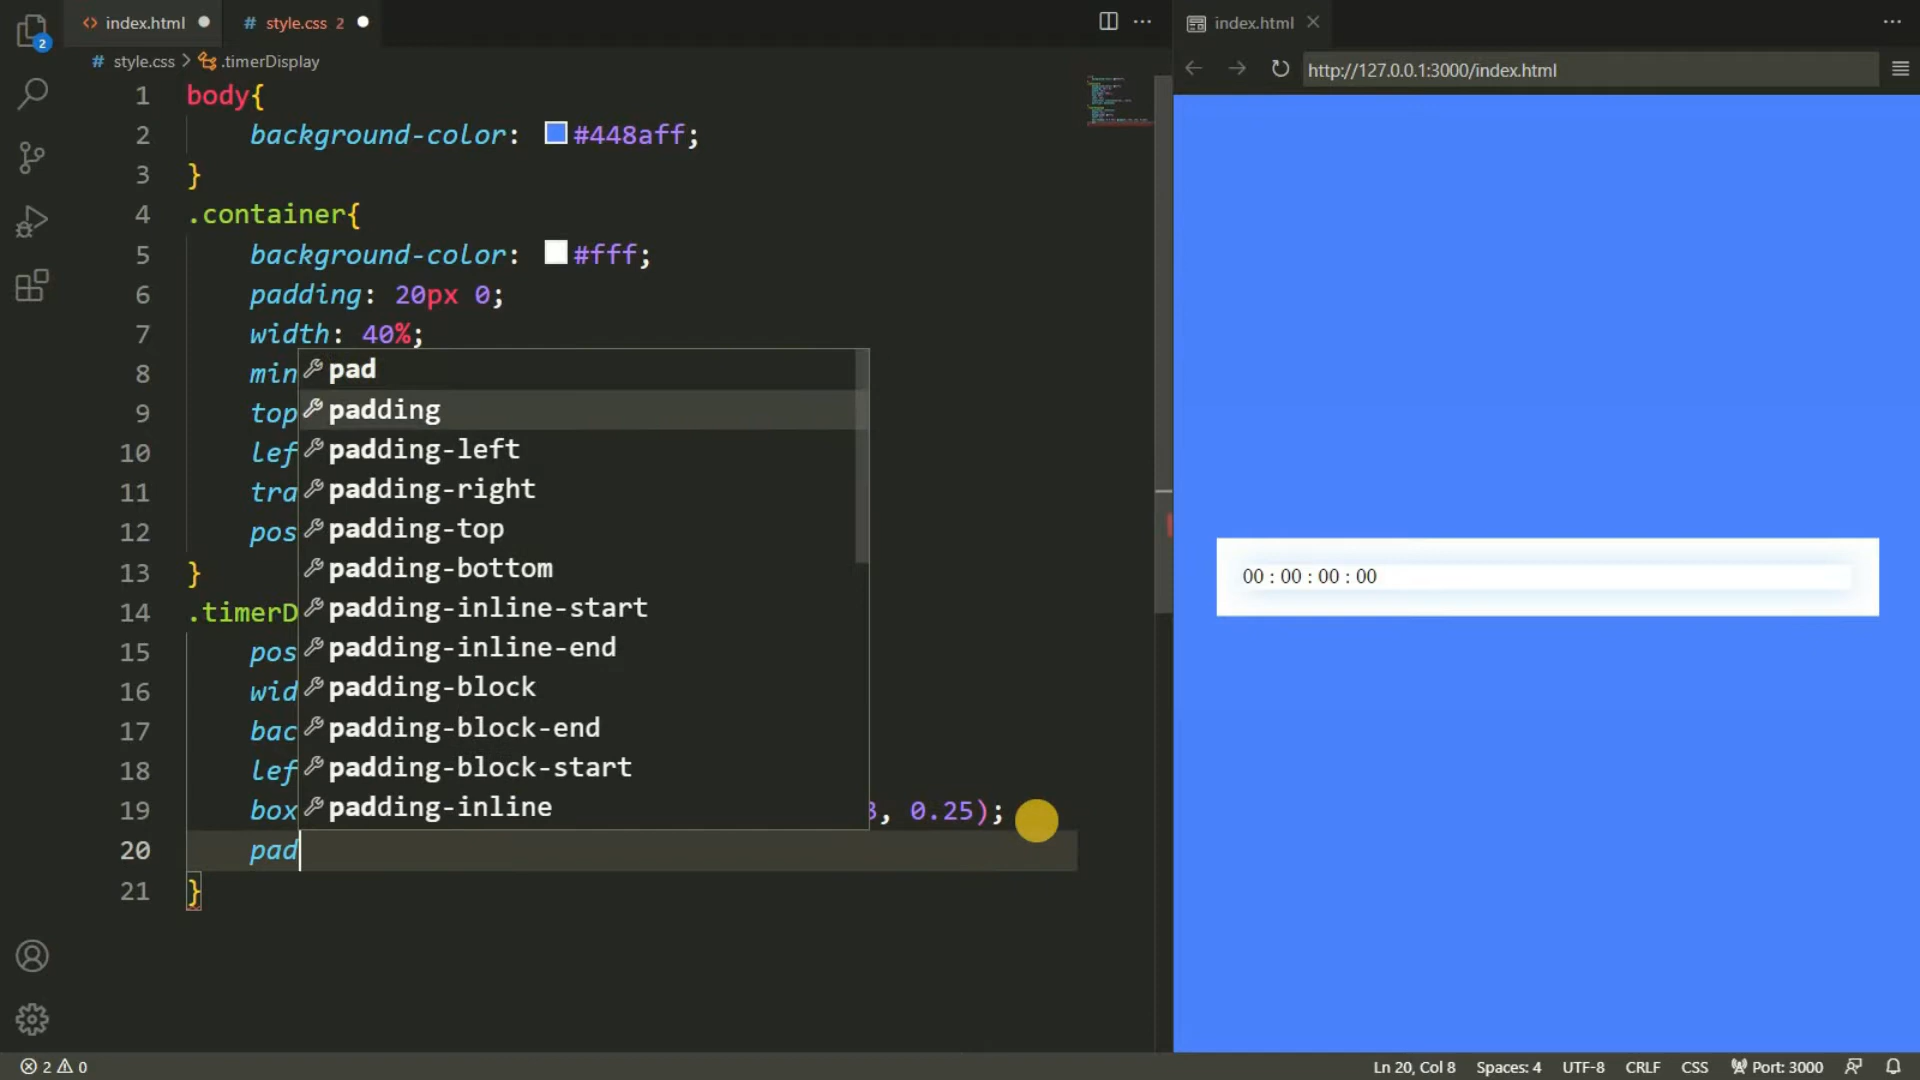 index.html
style.css 2
index.html
style.css > .timerDisplay
http://127.0.0.1:3000/index.html
1 body{
2 background-color: #448aff;
3 }
4 .container{
5 background-color: #fff;
6 padding: 20px 0;
7 width: 40%;
8 min
9 top
10 lef
11 tra
12 pos
13 }
14 .timerD
15 pos
16 wid
17 bac
18 lef
19 box , 0.25);
20 pad
21 }
pad
padding
padding-left
padding-right
padding-top
padding-bottom
padding-inline-start
padding-inline-end
padding-block
padding-block-end
padding-block-start
padding-inline
00 : 00 : 00 : 00
2
2 0
Ln 20, Col 8
Spaces: 4
UTF-8
CRLF
CSS
Port: 3000